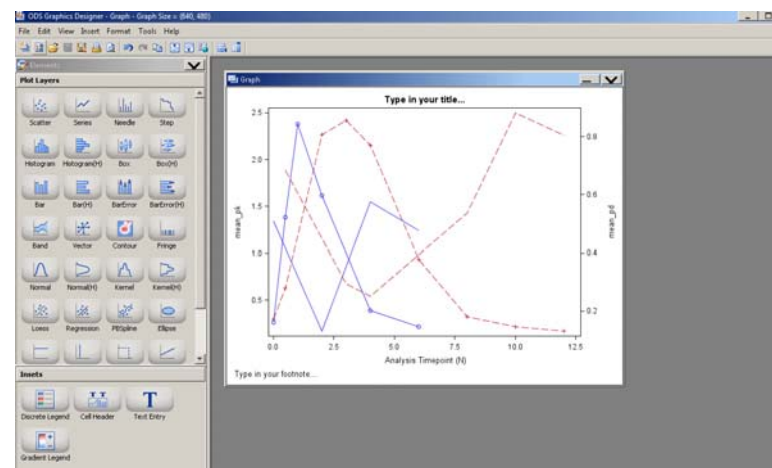 ODS Graphics Designer - Graph - Graph Size = (640, 480)
File Edit View Insert Format Tools Help
Elements
Plot Layers
Scatter Series Needle Step
Histogram Histogram(H) Box Box(H)
Bar Bar(H) BarError BarError(H)
Band Vector Contour Fringe
Normal Normal(H) Kernel Kernel(H)
Loess Regression PBSpline Ellipse
Insets
Discrete Legend Cell Header Text Entry
Gradient Legend
Graph
Type in your title...
mean_pk
2.5
2.0
1.5
1.0
0.5
0.8
0.6
0.4
0.2
mean_pd
0.0 2.5 5.0 7.5 10.0 12.5
Analysis Timepoint (N)
Type in your footnote...